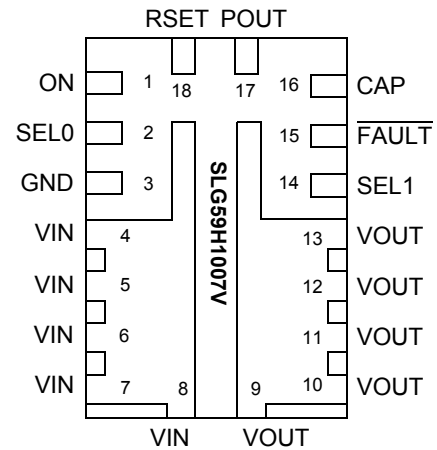 RSET POUT
ON 1 18 17 16 CAP
SEL0 2 15 FAULT
GND 3 14 SEL1
SLG59H1007V
VIN 4 13 VOUT
VIN 5 12 VOUT
VIN 6 11 VOUT
VIN 7 8 9 10 VOUT
VIN VOUT